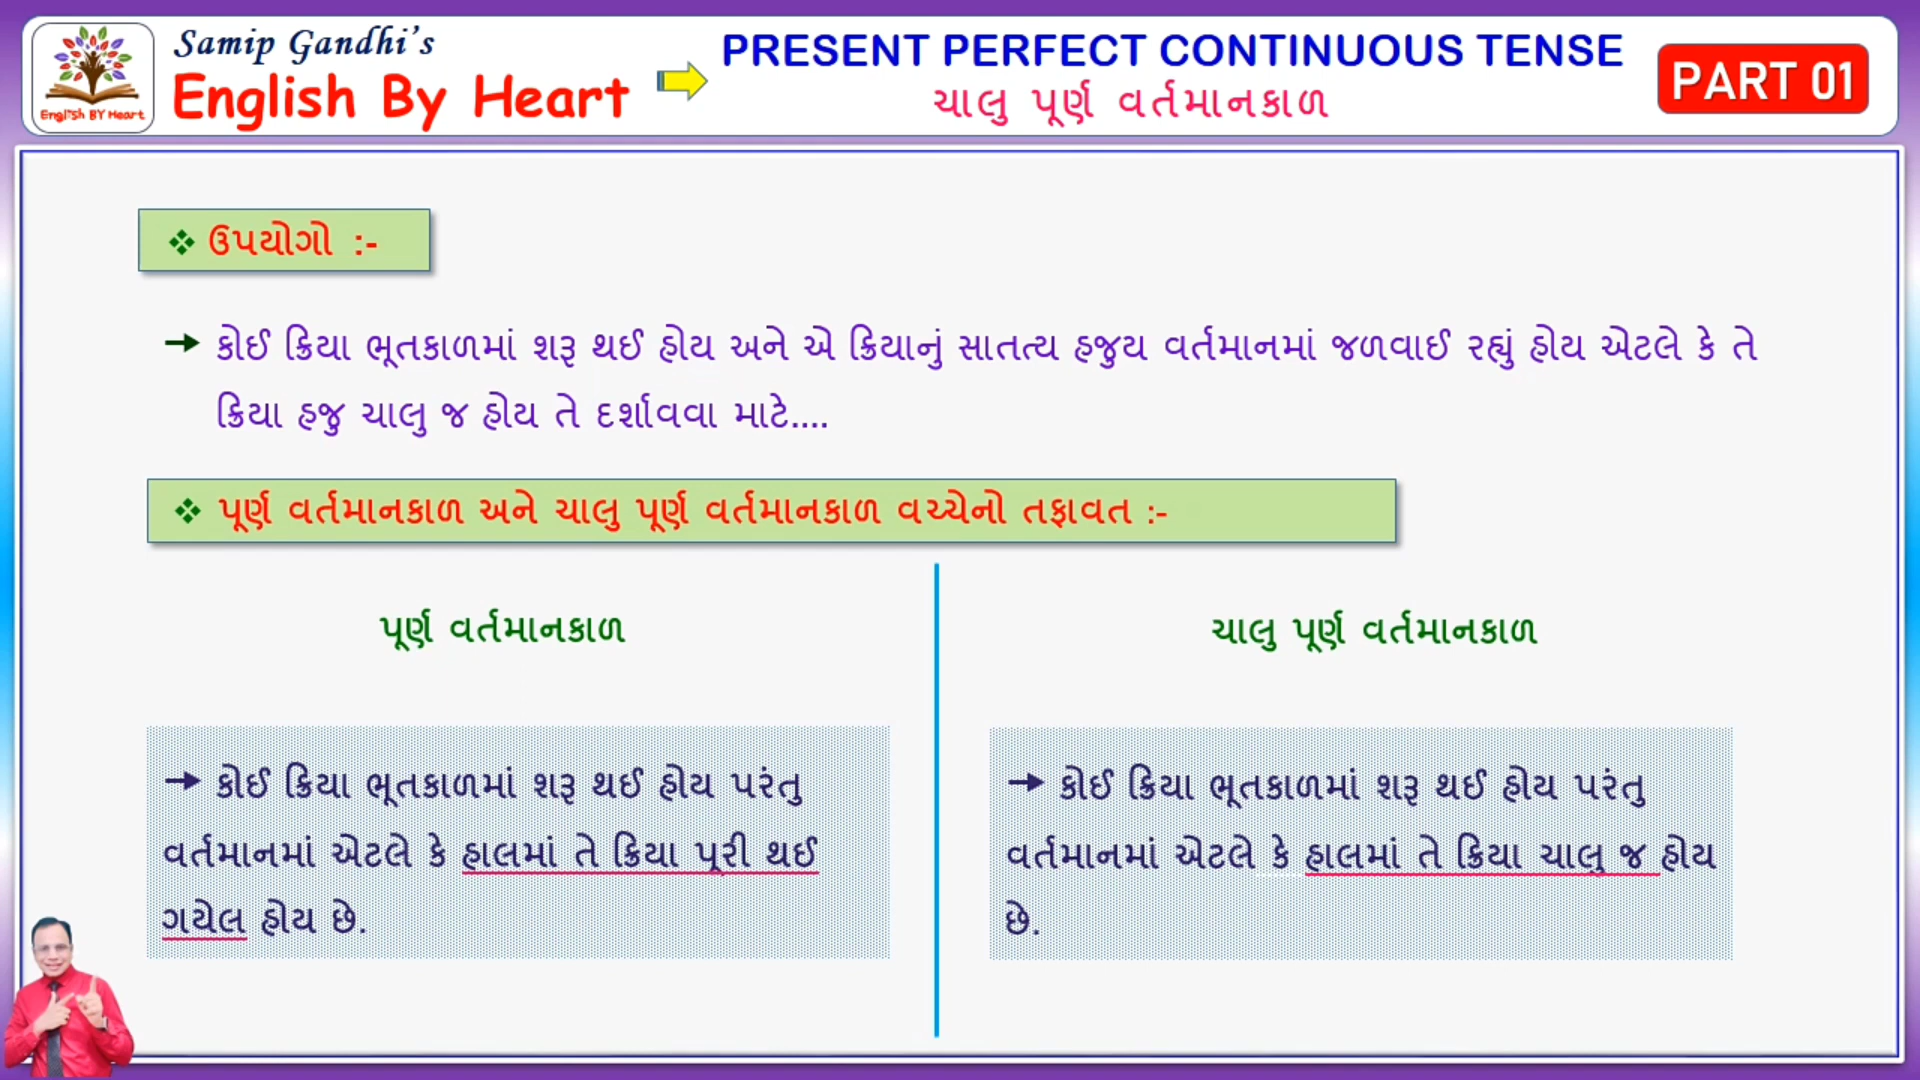 Samip Gandhi's
English By Heart
English BY Heart
PRESENT PERFECT CONTINUOUS TENSE
ચાલુ પૂર્ણ વર્તમાનકાળ
PART 01
❖ ઉપયોગો :-
➔ કોઈ ક્રિયા ભૂતકાળમાં શરૂ થઈ હોય અને એ ક્રિયાનું સાતત્ય હજુય વર્તમાનમાં જળવાઈ રહ્યું હોય એટલે કે તે
ક્રિયા હજુ ચાલુ જ હોય તે દર્શાવવા માટે....
❖ પૂર્ણ વર્તમાનકાળ અને ચાલુ પૂર્ણ વર્તમાનકાળ વચ્ચેનો તફાવત :-
પૂર્ણ વર્તમાનકાળ
➔ કોઈ ક્રિયા ભૂતકાળમાં શરૂ થઈ હોય પરંતુ
વર્તમાનમાં એટલે કે હાલમાં તે ક્રિયા પૂરી થઈ
ગયેલ હોય છે.
ચાલુ પૂર્ણ વર્તમાનકાળ
➔ કોઈ ક્રિયા ભૂતકાળમાં શરૂ થઈ હોય પરંતુ
વર્તમાનમાં એટલે કે હાલમાં તે ક્રિયા ચાલુ જ હોય
છે.